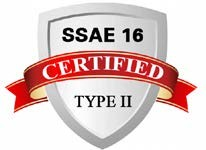 SSAE 16
CERTIFIED
TYPE II